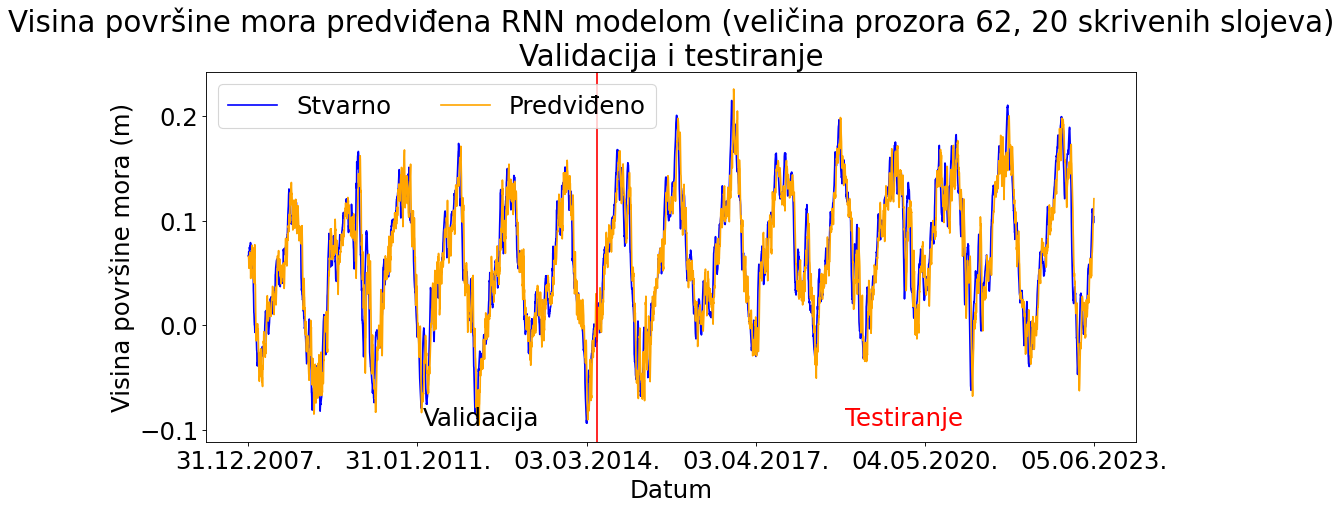 Visina površine mora predviđena RNN modelom (veličina prozora 62, 20 skrivenih slojeva)
Validacija i testiranje
Stvarno
Predviđeno
Visina površine mora (m)
0.2
0.1
0.0
−0.1
Validacija
Testiranje
31.12.2007.
31.01.2011.
03.03.2014.
03.04.2017.
04.05.2020.
05.06.2023.
Datum